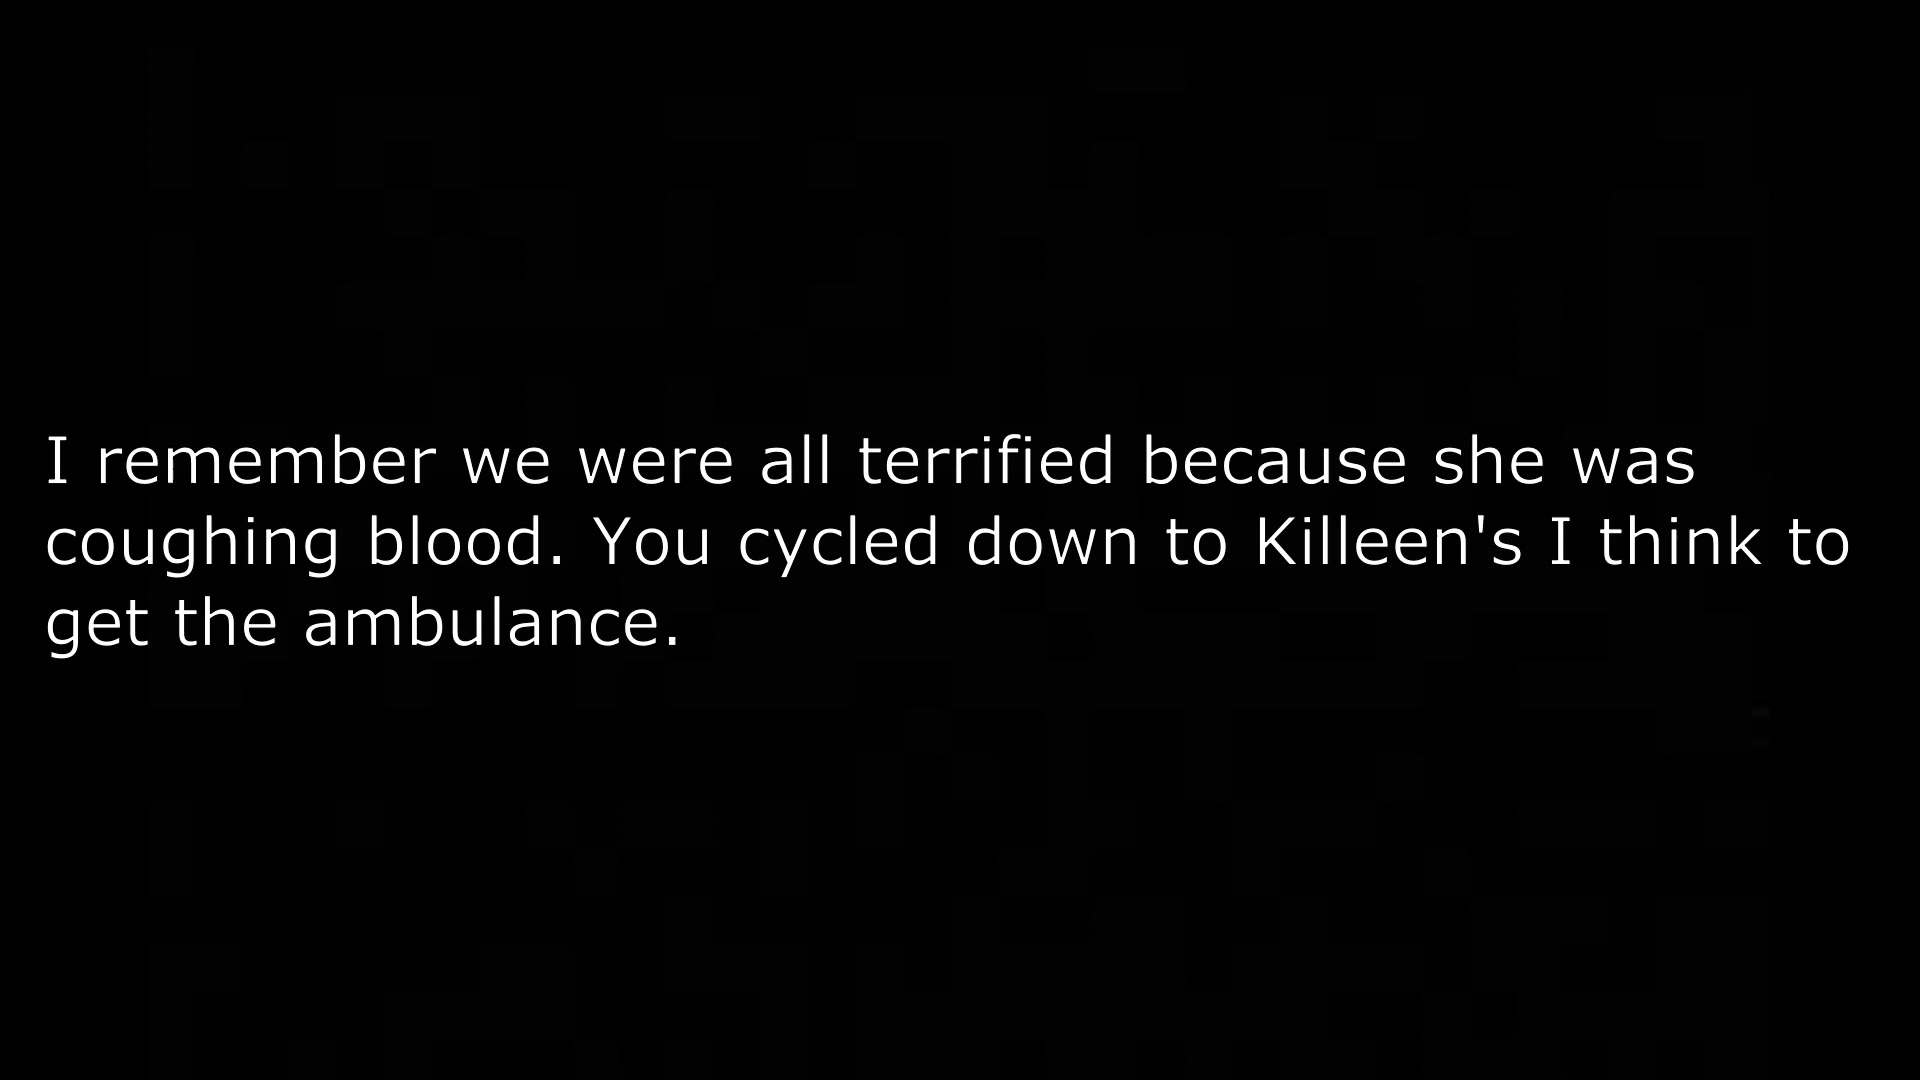 I remember we were all terrified because she was
coughing blood. You cycled down to Killeen's I think to
get the ambulance.